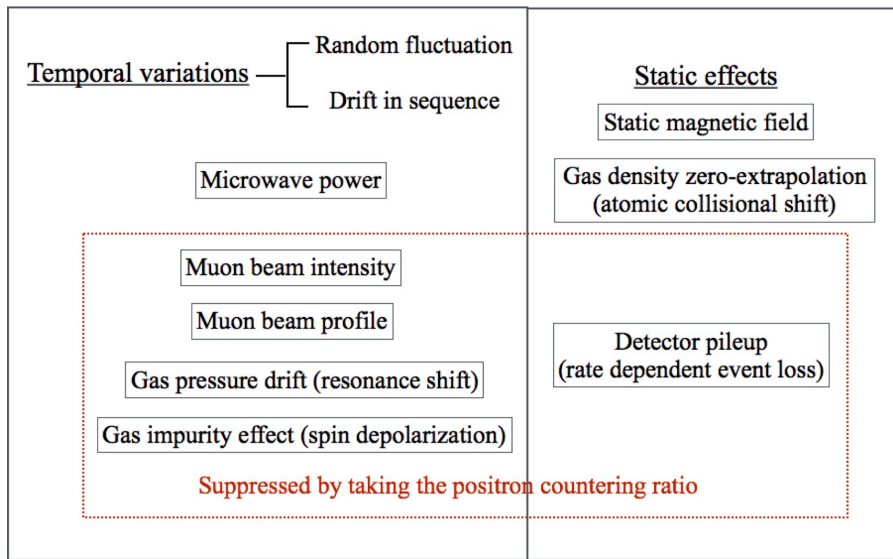 Temporal variations
Random fluctuation
Drift in sequence
Microwave power
Muon beam intensity
Muon beam profile
Gas pressure drift (resonance shift)
Gas impurity effect (spin depolarization)
Static effects
Static magnetic field
Gas density zero-extrapolation
(atomic collisional shift)
Detector pileup
(rate dependent event loss)
Suppressed by taking the positron countering ratio